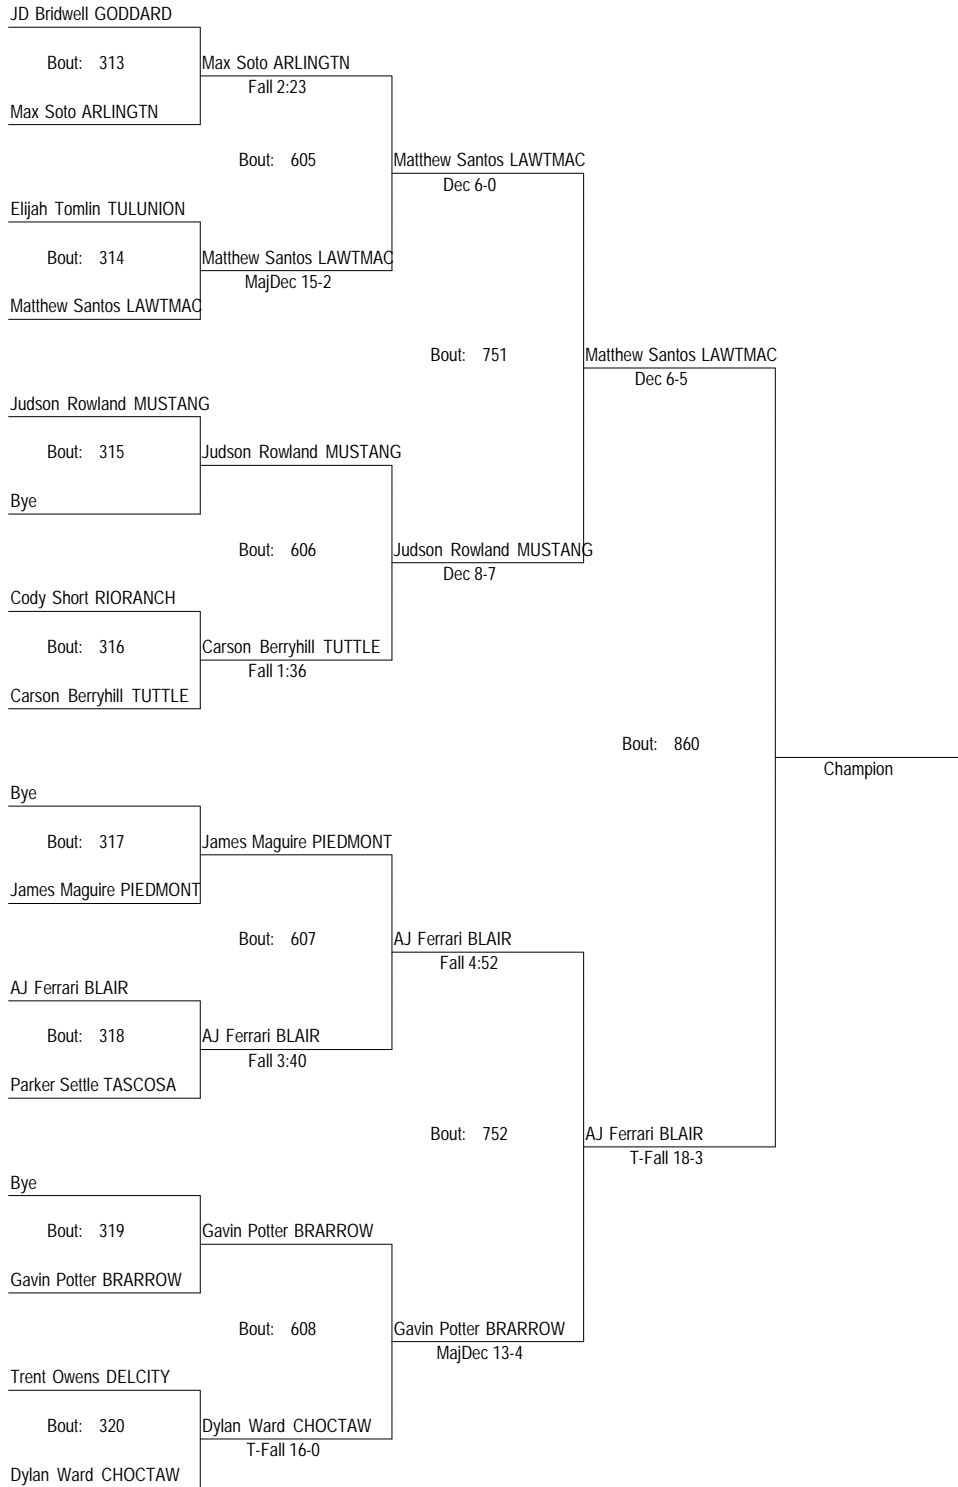 JD Bridwell GODDARD
Bout: 313
Max Soto ARLINGTN
Fall 2:23
Max Soto ARLINGTN
Bout: 605
Matthew Santos LAWTMAC
Dec 6-0
Elijah Tomlin TULUNION
Bout: 314
Matthew Santos LAWTMAC
MajDec 15-2
Matthew Santos LAWTMAC
Bout: 751
Matthew Santos LAWTMAC
Dec 6-5
Judson Rowland MUSTANG
Bout: 315
Judson Rowland MUSTANG
Bye
Bout: 606
Judson Rowland MUSTANG
Dec 8-7
Cody Short RIORANCH
Bout: 316
Carson Berryhill TUTTLE
Fall 1:36
Carson Berryhill TUTTLE
Bout: 860
Champion
Bye
Bout: 317
James Maguire PIEDMONT
James Maguire PIEDMONT
Bout: 607
AJ Ferrari BLAIR
Fall 4:52
AJ Ferrari BLAIR
Bout: 318
AJ Ferrari BLAIR
Fall 3:40
Parker Settle TASCOSA
Bout: 752
AJ Ferrari BLAIR
T-Fall 18-3
Bye
Bout: 319
Gavin Potter BRARROW
Gavin Potter BRARROW
Bout: 608
Gavin Potter BRARROW
MajDec 13-4
Trent Owens DELCITY
Bout: 320
Dylan Ward CHOCTAW
T-Fall 16-0
Dylan Ward CHOCTAW